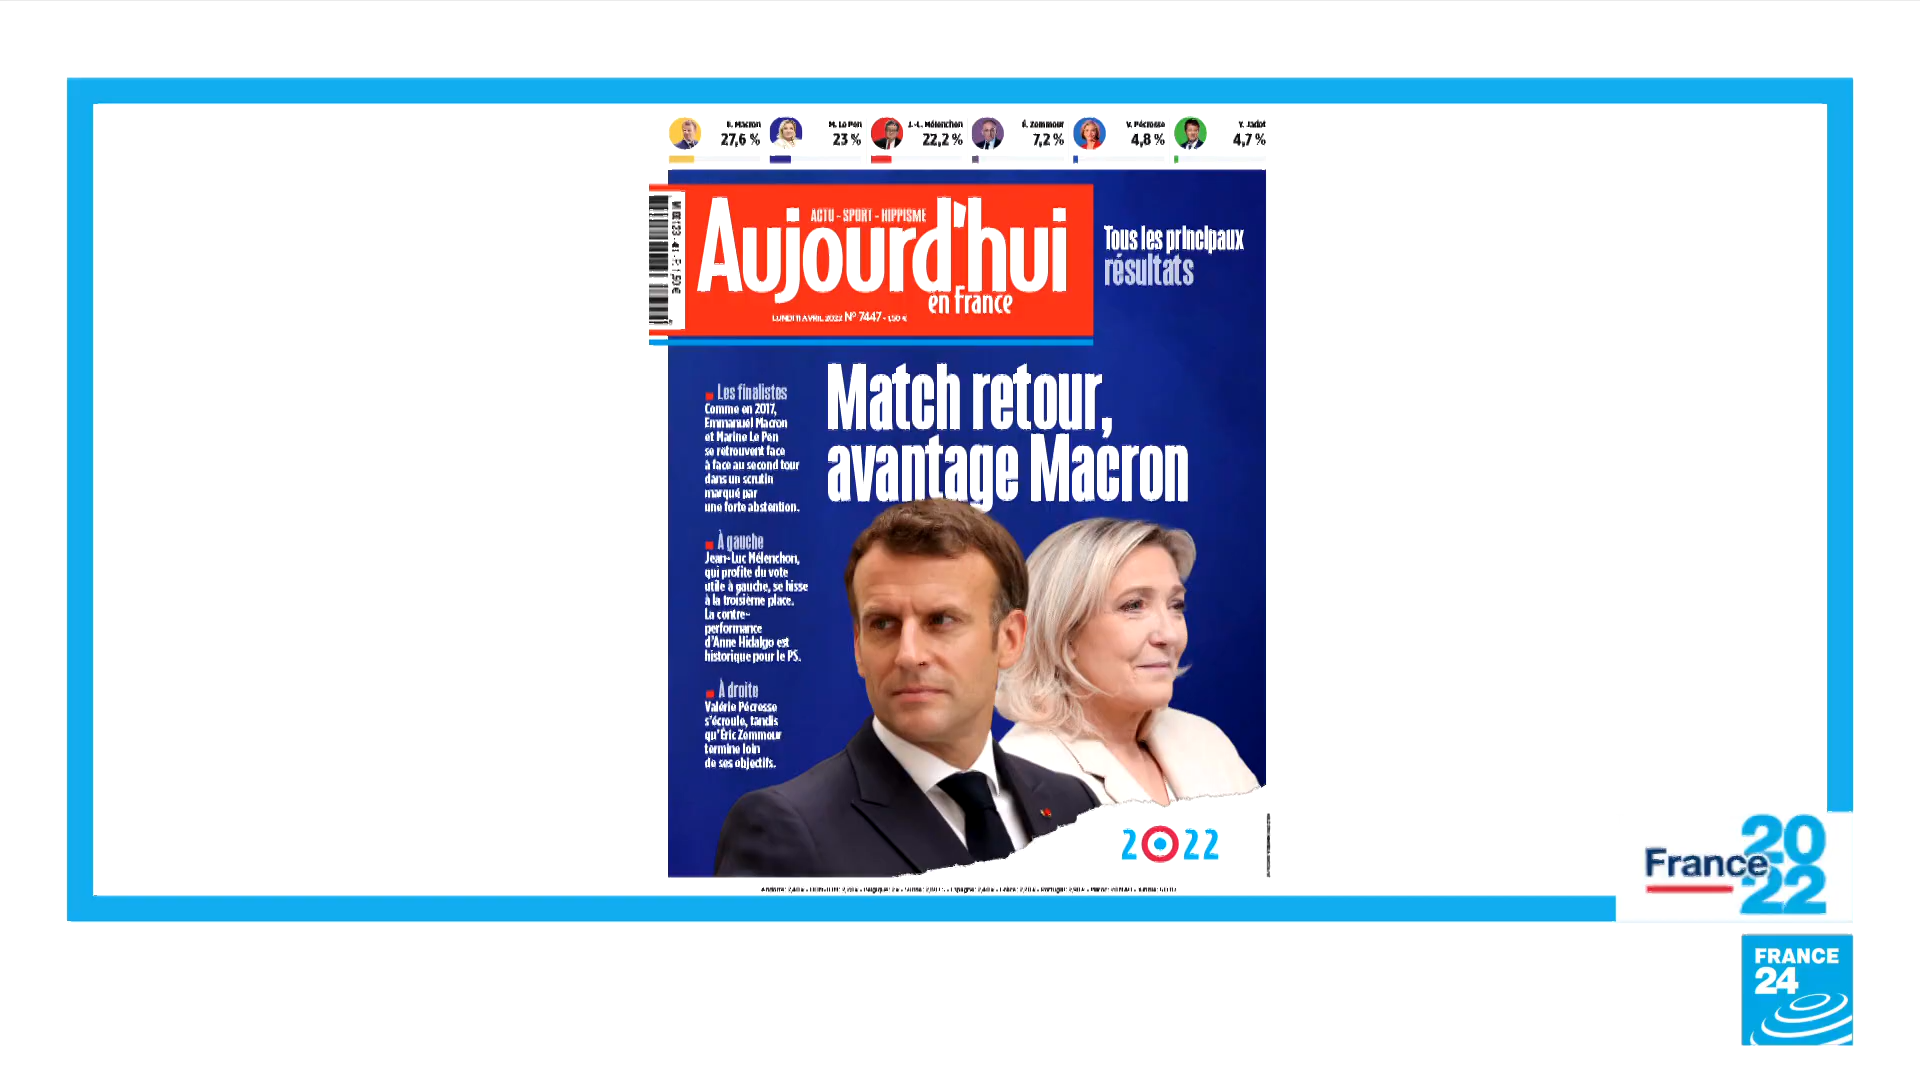 E. Macron
27,6 %
M. Le Pen
23 %
J.-L. Mélenchon
22,2 %
É. Zemmour
7,2 %
V. Pécresse
4,8 %
Y. Jadot
4,7 %
ACTU - SPORT - HIPPISME
Aujourd'hui
en France
LUNDI 11 AVRIL 2022 N° 7447 - 1,50 €
Tous les principaux
résultats
Match retour,
avantage Macron
Les finalistes
Comme en 2017,
Emmanuel Macron
et Marine Le Pen
se retrouvent face
à face au second tour
dans un scrutin
marqué par
une forte abstention.
À gauche
Jean-Luc Mélenchon,
qui profite du vote
utile à gauche, se hisse
à la troisième place.
La contre-
performance
d'Anne Hidalgo est
historique pour le PS.
À droite
Valérie Pécresse
s'écroule, tandis
qu'Éric Zemmour
termine loin
de ses objectifs.
2022
France
20
22
FRANCE
24